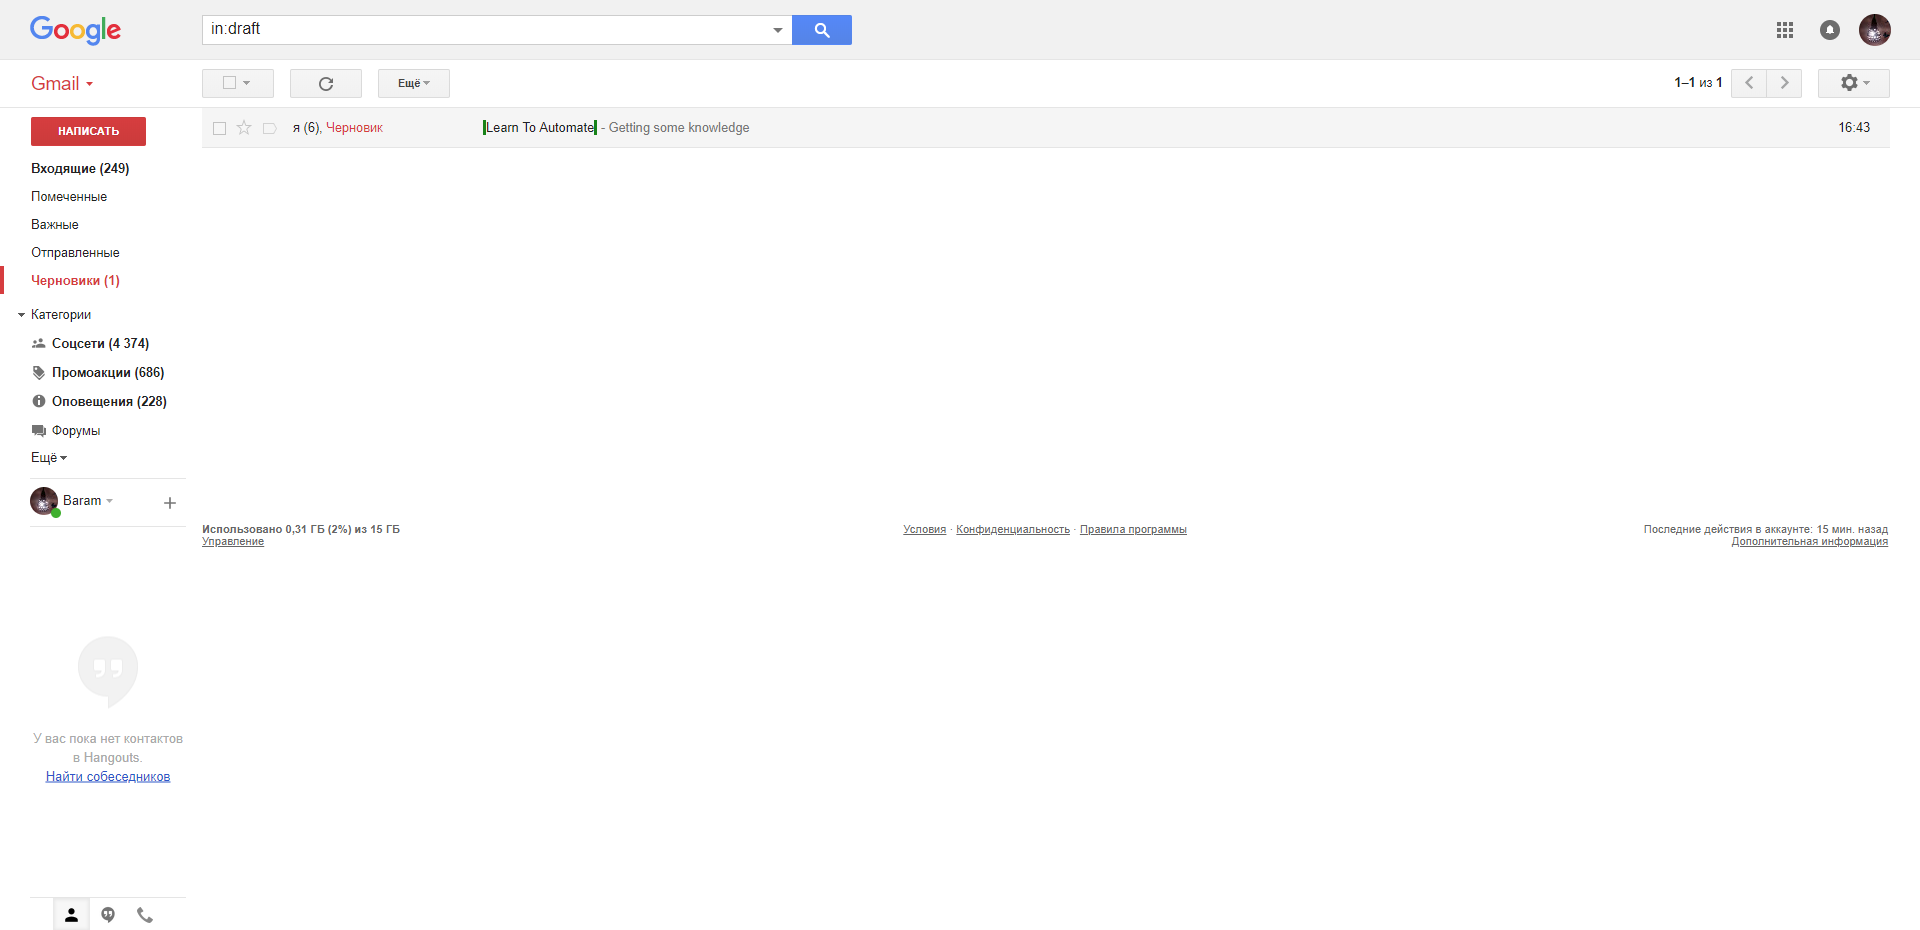 Google
in:draft
Gmail
Ещё
1–1 из 1
НАПИСАТЬ
я (6), Черновик Learn To Automate - Getting some knowledge 16:43
Входящие (249)
Помеченные
Важные
Отправленные
Черновики (1)
Категории
Соцсети (4 374)
Промоакции (686)
Оповещения (228)
Форумы
Ещё
Baram
Использовано 0,31 ГБ (2%) из 15 ГБ
Управление
Условия · Конфиденциальность · Правила программы
Последние действия в аккаунте: 15 мин. назад
Дополнительная информация
У вас пока нет контактов
в Hangouts.
Найти собеседников